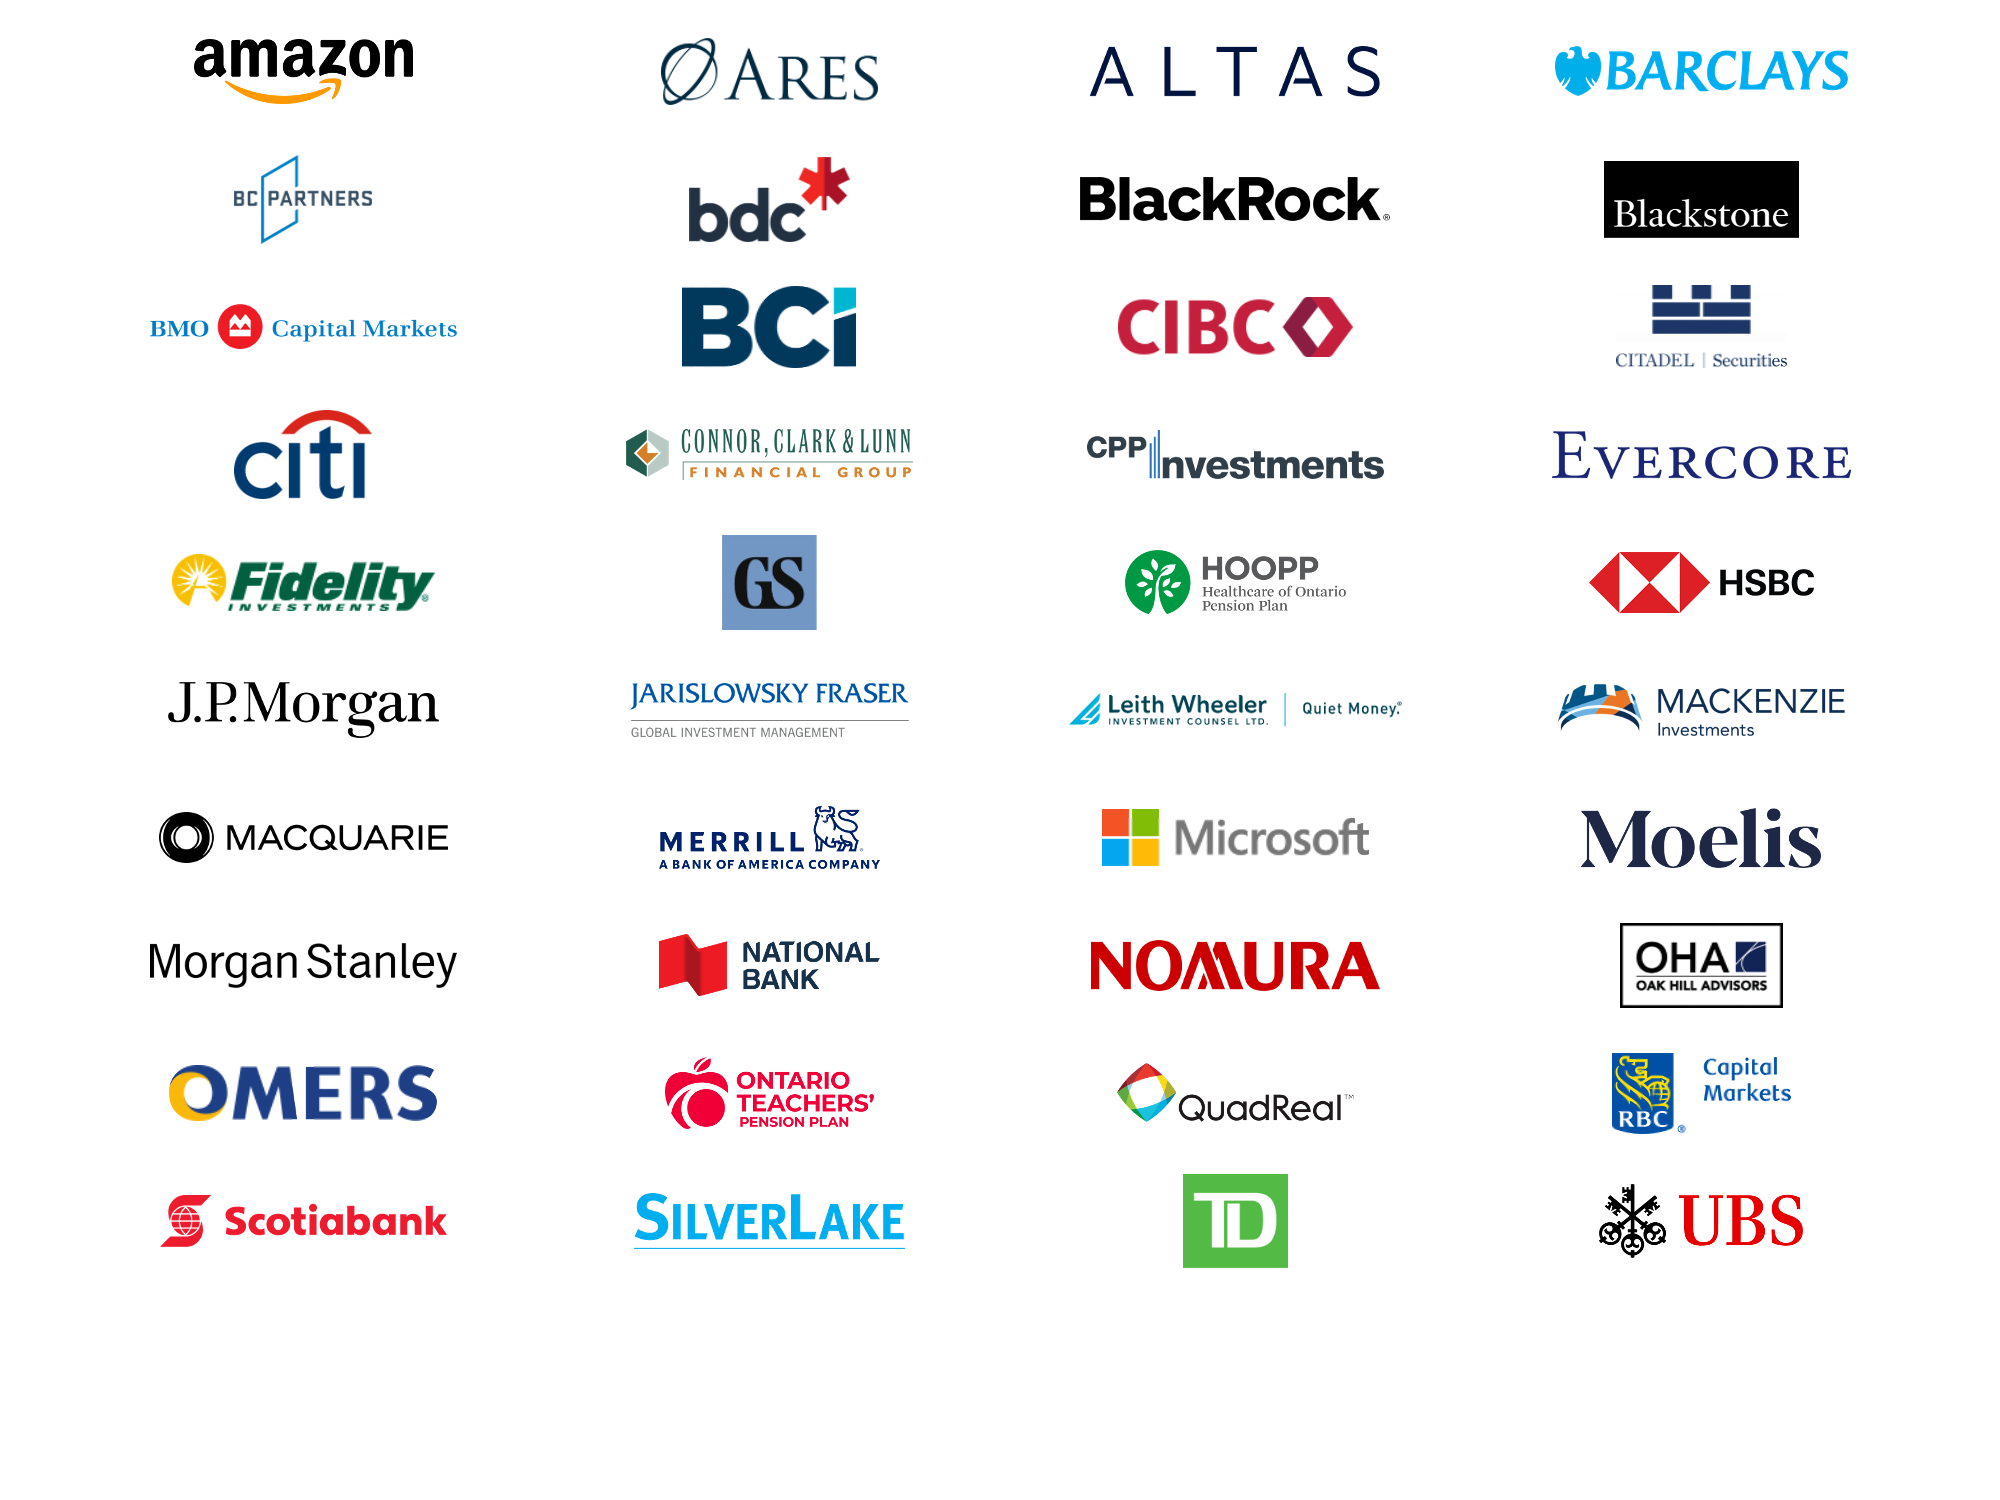 amazon
ARES
ALTAS
BARCLAYS
BC PARTNERS
bdc
BlackRock®
Blackstone
BMO Capital Markets
BCi
CIBC
CITADEL | Securities
citi
CONNOR, CLARK & LUNN
FINANCIAL GROUP
CPP Investments
EVERCORE
Fidelity®
INVESTMENTS
GS
HOOPP
Healthcare of Ontario
Pension Plan
HSBC
J.P.Morgan
JARISLOWSKY FRASER
GLOBAL INVESTMENT MANAGEMENT
Leith Wheeler
INVESTMENT COUNSEL LTD.
Quiet Money.®
MACKENZIE
Investments
MACQUARIE
MERRILL
A BANK OF AMERICA COMPANY
Microsoft
Moelis
Morgan Stanley
NATIONAL
BANK
NOMURA
OHA
OAK HILL ADVISORS
OMERS
ONTARIO
TEACHERS'
PENSION PLAN
QuadReal™
RBC®
Capital
Markets
Scotiabank
SILVERLAKE
TD
UBS